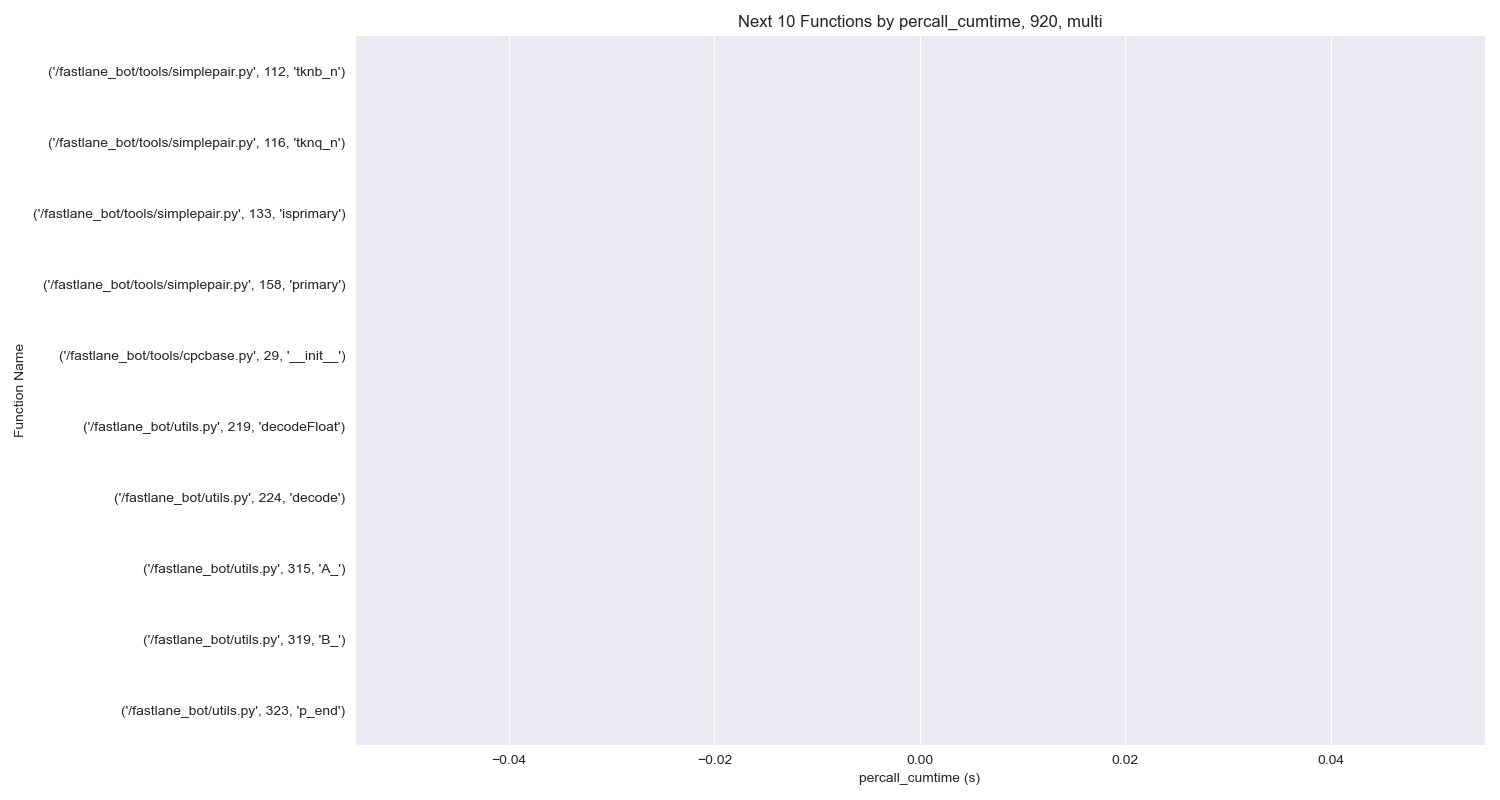 Next 10 Functions by percall_cumtime, 920, multi
('/fastlane_bot/tools/simplepair.py', 112, 'tknb_n')
('/fastlane_bot/tools/simplepair.py', 116, 'tknq_n')
('/fastlane_bot/tools/simplepair.py', 133, 'isprimary')
('/fastlane_bot/tools/simplepair.py', 158, 'primary')
('/fastlane_bot/tools/cpcbase.py', 29, '__init__')
('/fastlane_bot/utils.py', 219, 'decodeFloat')
('/fastlane_bot/utils.py', 224, 'decode')
('/fastlane_bot/utils.py', 315, 'A_')
('/fastlane_bot/utils.py', 319, 'B_')
('/fastlane_bot/utils.py', 323, 'p_end')
Function Name
−0.04 −0.02 0.00 0.02 0.04
percall_cumtime (s)